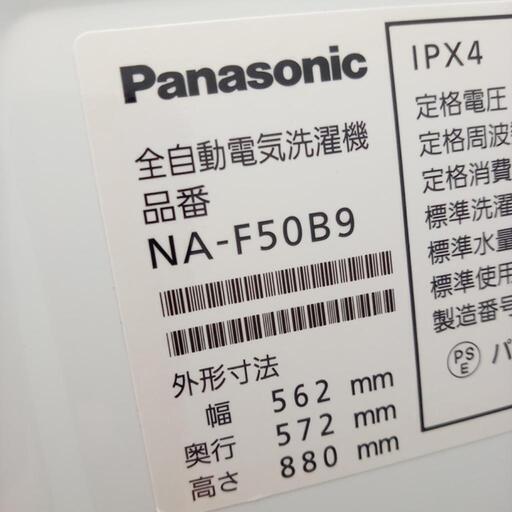 Panasonic
全自動電気洗濯機
品番
NA-F50B9
外形寸法
幅 562 mm
奥行 572 mm
高さ 880 mm
IPX4
定格電圧
定格周波数
定格消費
標準洗濯
標準水量
標準使用
製造番号
PS
E
パ